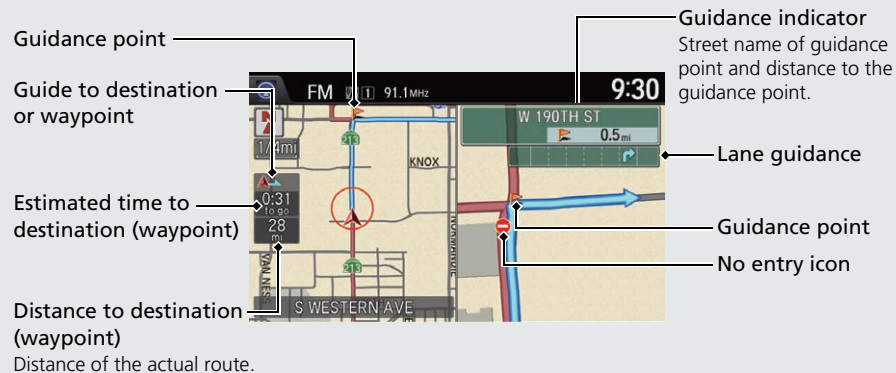 Guidance point
Guide to destination
or waypoint
Estimated time to
destination (waypoint)
Distance to destination
(waypoint)
Distance of the actual route.
FM 1 91.1MHz
9:30
1/4mi
0:31
to go
28
mi
213
KNOX
213
VAN NESS
S WESTERN AVE
W 190TH ST
0.5mi
NORMANDIE
Guidance indicator
Street name of guidance
point and distance to the
guidance point.
Lane guidance
Guidance point
No entry icon